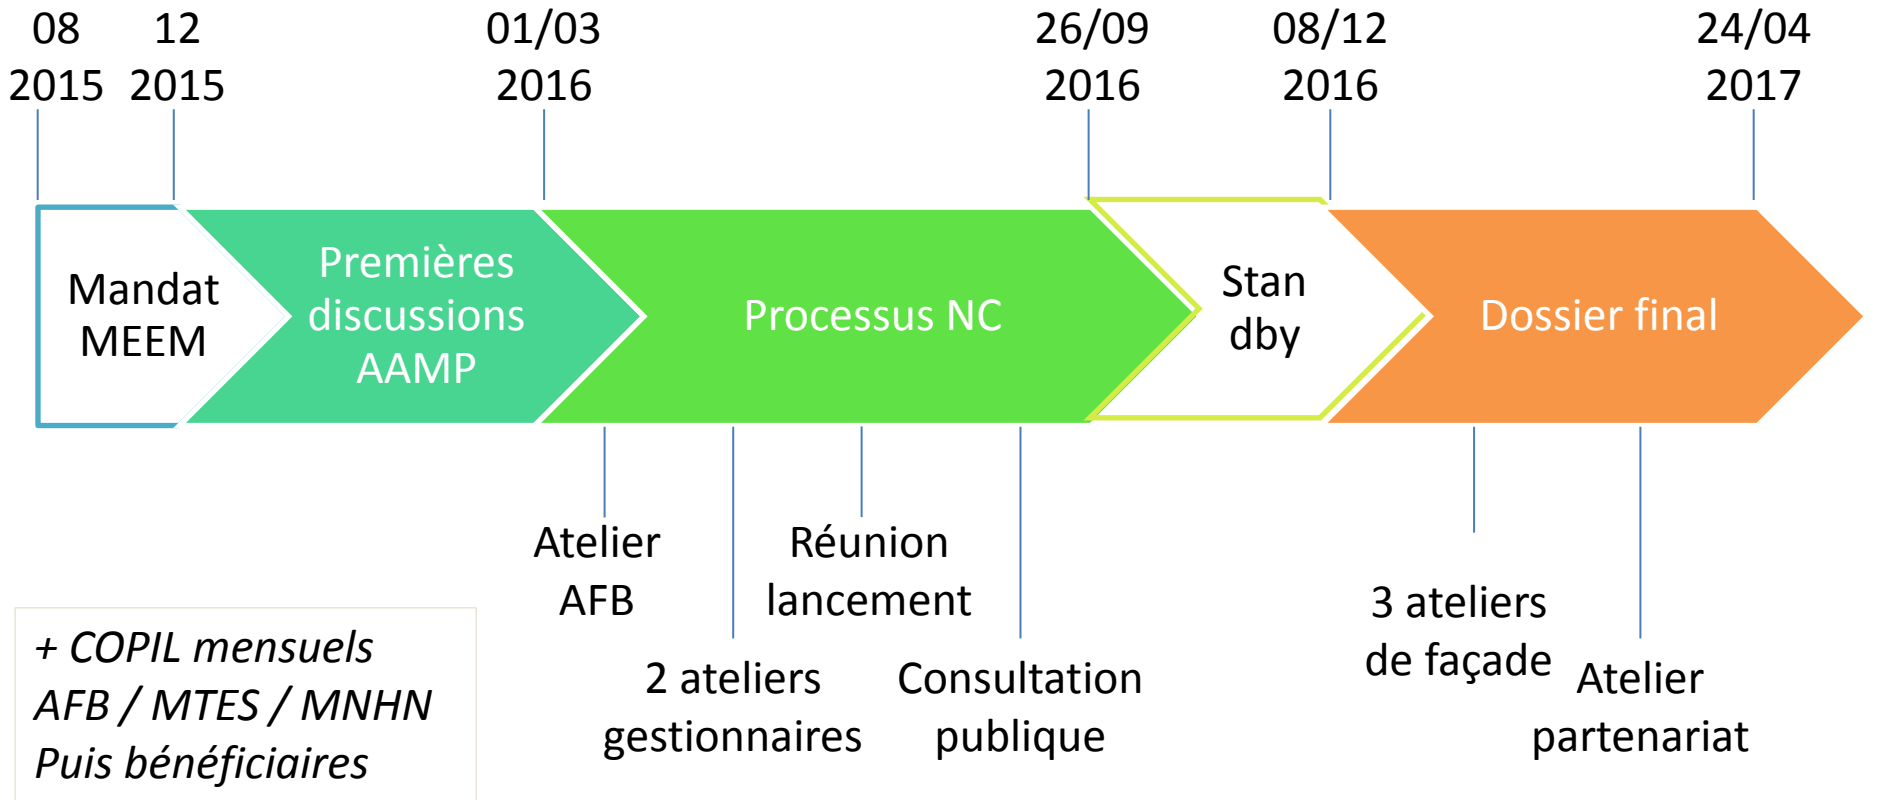 08
2015
12
2015
01/03
2016
26/09
2016
08/12
2016
24/04
2017
Mandat
MEEM
Premières
discussions
AAMP
Processus NC
Stan
dby
Dossier final
Atelier
AFB
2 ateliers
gestionnaires
Réunion
lancement
Consultation
publique
3 ateliers
de façade
Atelier
partenariat
+ COPIL mensuels
AFB / MTES / MNHN
Puis bénéficiaires